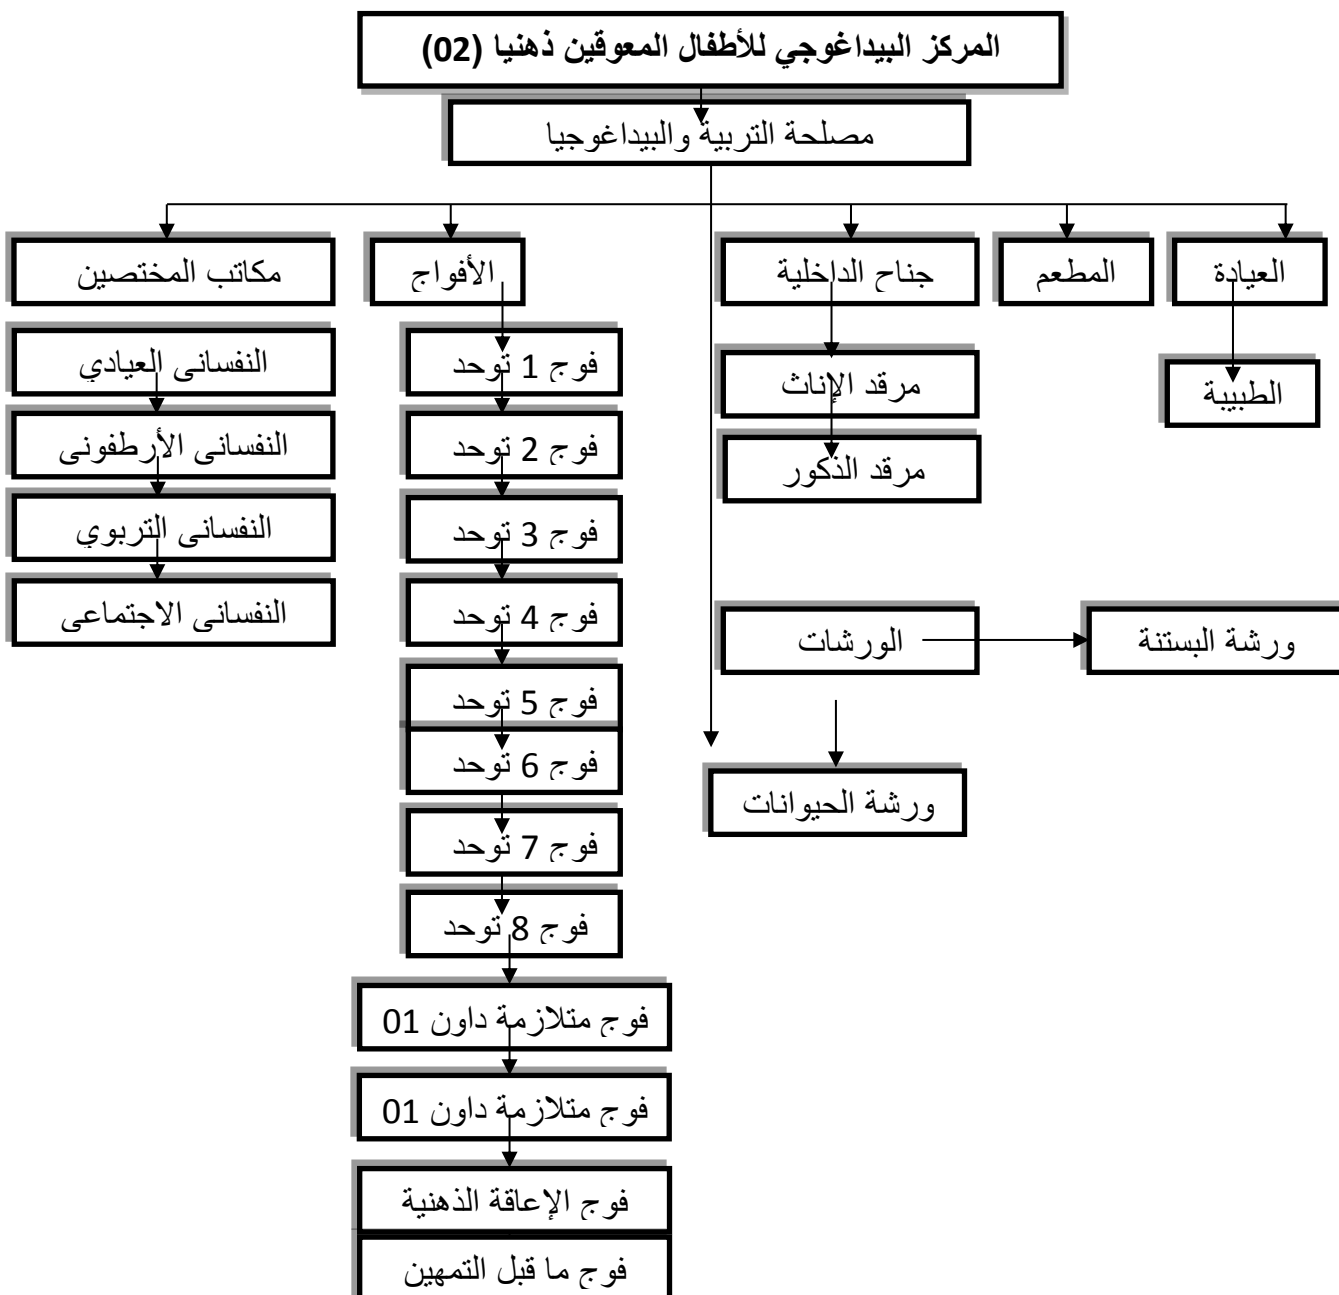 المركز البيداغوجي للأطفال المعوقين ذهنيا (02)
مصلحة التربية والبيداغوجيا
العيادة
المطعم
جناح الداخلية
الأفواج
مكاتب المختصين
الطبيبة
مرقد الإناث
مرقد الذكور
الورشات
ورشة البستنة
ورشة الحيوانات
فوج 1 توحد
فوج 2 توحد
فوج 3 توحد
فوج 4 توحد
فوج 5 توحد
فوج 6 توحد
فوج 7 توحد
فوج 8 توحد
فوج متلازمة داون 01
فوج متلازمة داون 01
فوج الإعاقة الذهنية
فوج ما قبل التمهين
النفسانى العيادي
النفسانى الأرطفونى
النفسانى التربوي
النفسانى الاجتماعى